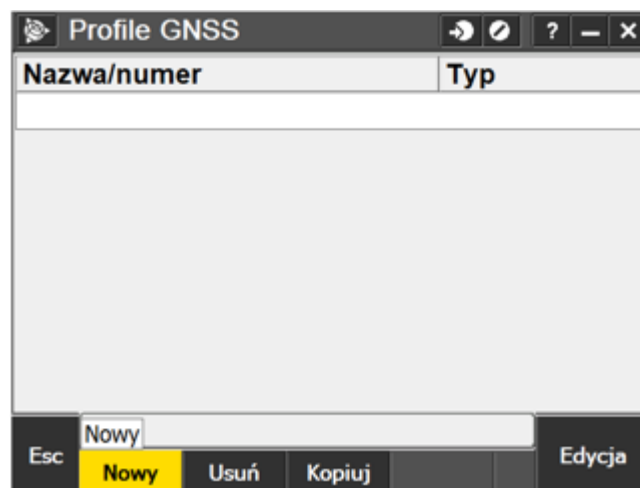 Profile GNSS ? – ×
Nazwa/numer Typ
Nowy
Esc Nowy Usuń Kopiuj Edycja